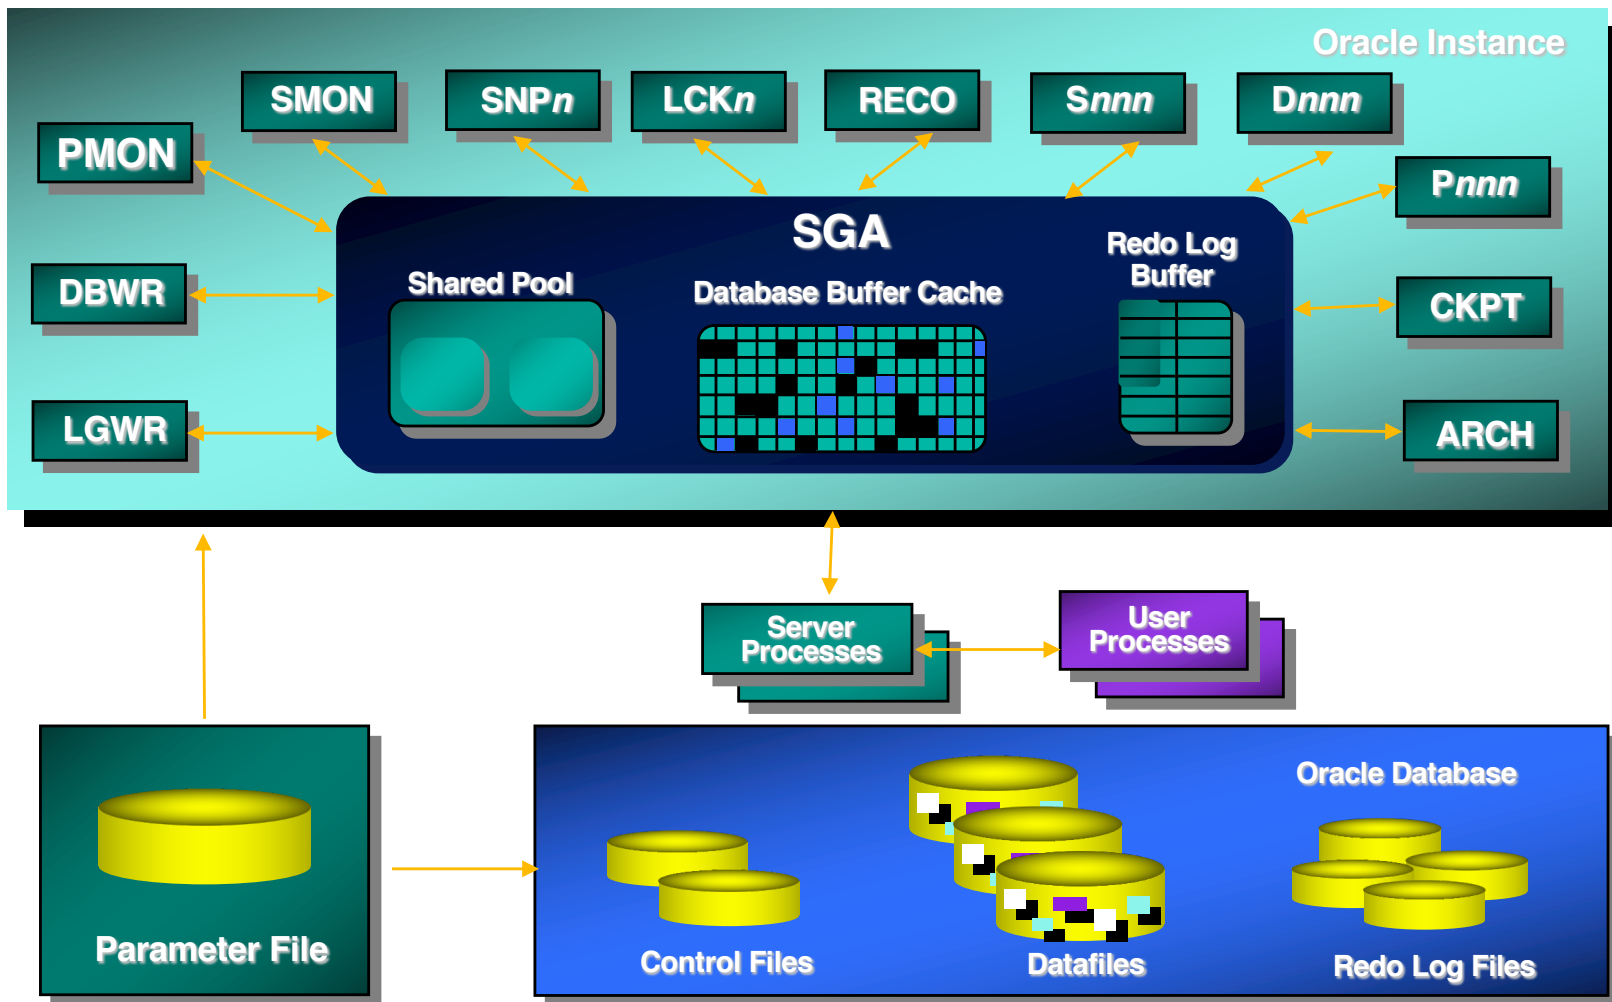 Oracle Instance
SMON
SNPn
LCKn
RECO
Snnn
Dnnn
PMON
Pnnn
SGA
Redo Log
Buffer
Shared Pool
Database Buffer Cache
DBWR
CKPT
LGWR
ARCH
Server
Processes
User
Processes
Oracle Database
Parameter File
Control Files
Datafiles
Redo Log Files